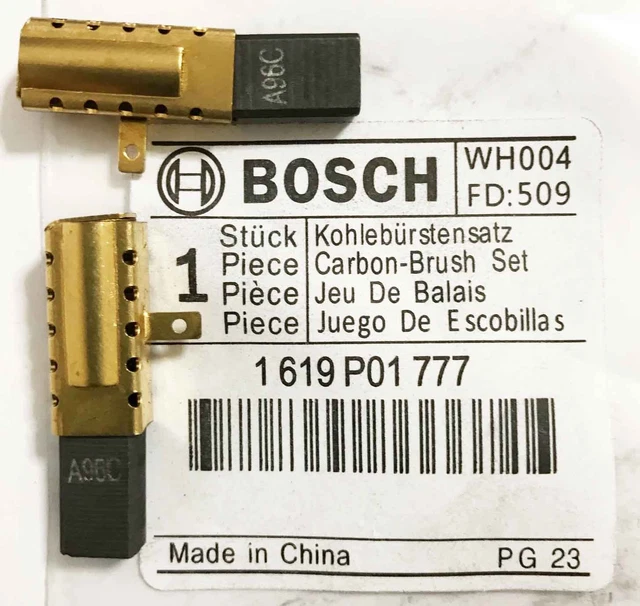 A96C
BOSCH
WH004
FD:509
1
Stück Kohlebürstensatz
Piece Carbon-Brush Set
Pièce Jeu De Balais
Piece Juego De Escobillas
1 619 P01 777
A96C
Made in China
PG 23